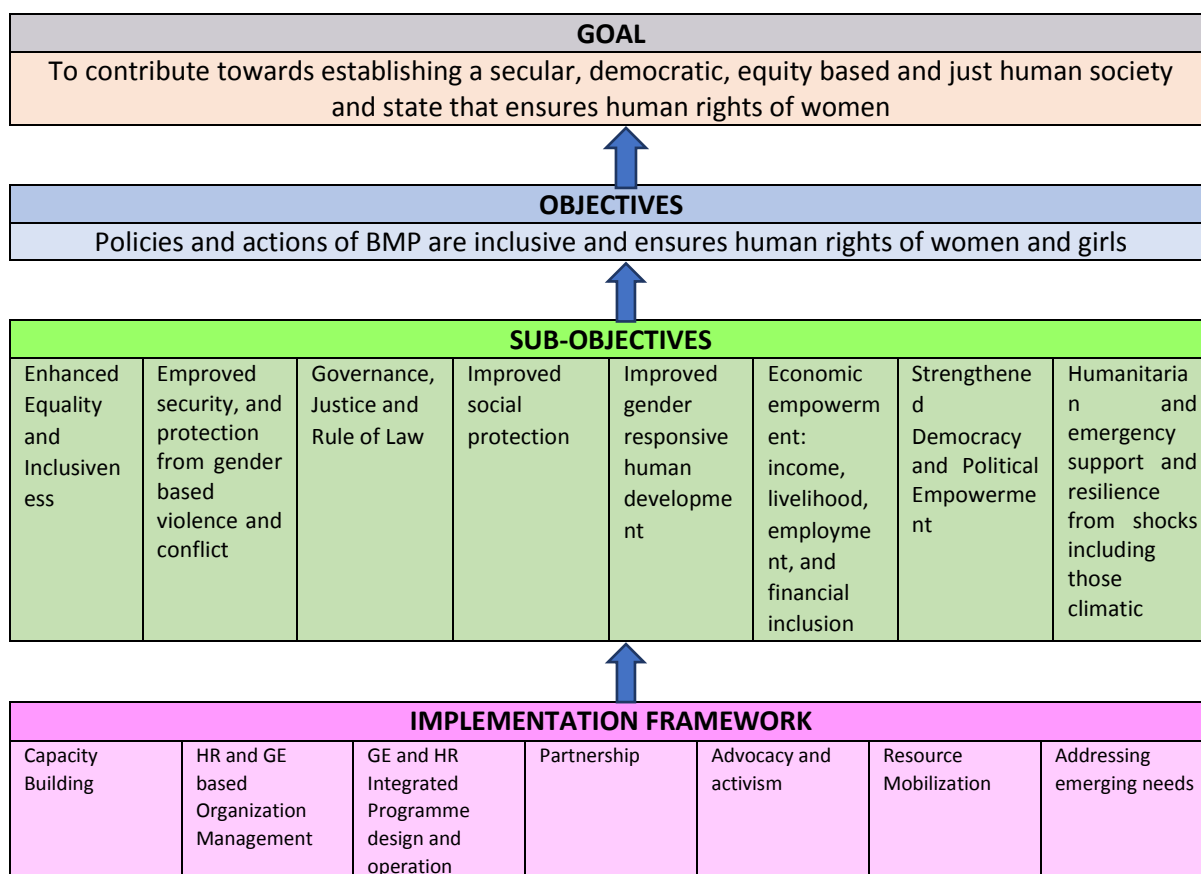 GOAL
To contribute towards establishing a secular, democratic, equity based and just human society
and state that ensures human rights of women
OBJECTIVES
Policies and actions of BMP are inclusive and ensures human rights of women and girls
SUB-OBJECTIVES
Enhanced
Equality
and
Inclusiven
ess
Emproved
security, and
protection
from gender
based
violence and
conflict
Governance,
Justice and
Rule of Law
Improved
social
protection
Improved
gender
responsive
human
developme
nt
Economic
empowerm
ent:
income,
livelihood,
employme
nt, and
financial
inclusion
Strengthene
d
Democracy
and Political
Empowerme
nt
Humanitaria
n and
emergency
support and
resilience
from shocks
including
those
climatic
IMPLEMENTATION FRAMEWORK
Capacity
Building
HR and GE
based
Organization
Management
GE and HR
Integrated
Programme
design and
operation
Partnership
Advocacy and
activism
Resource
Mobilization
Addressing
emerging needs